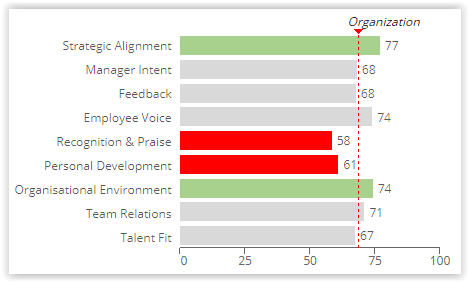 Organization
Strategic Alignment 77
Manager Intent 68
Feedback 68
Employee Voice 74
Recognition & Praise 58
Personal Development 61
Organisational Environment 74
Team Relations 71
Talent Fit 67
0 25 50 75 100